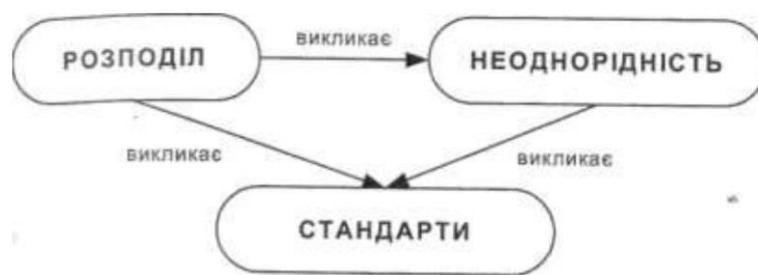 викликає
РОЗПОДІЛ
НЕОДНОРІДНІСТЬ
викликає
викликає
СТАНДАРТИ